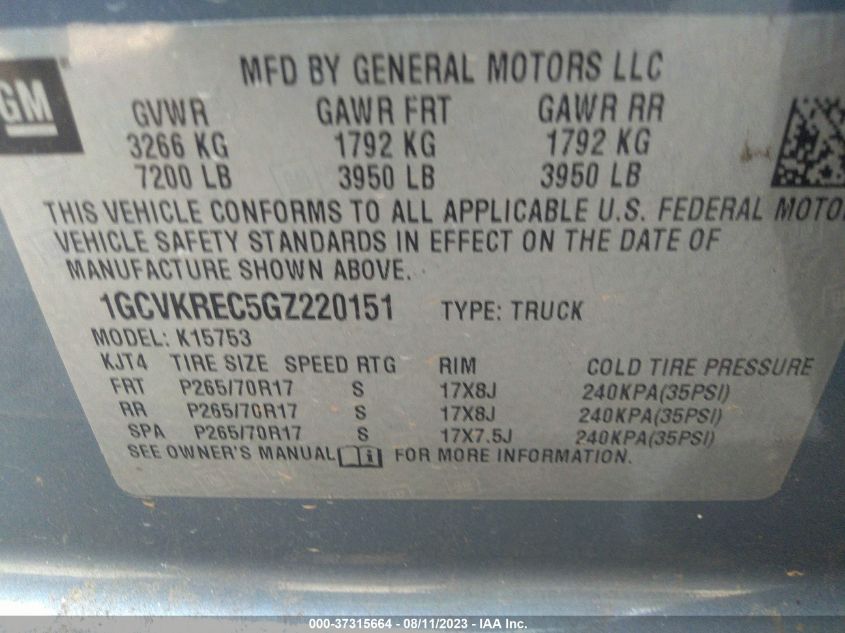 MFD BY GENERAL MOTORS LLC
GM ®
GVWR GAWR FRT GAWR RR
3266 KG 1792 KG 1792 KG
7200 LB 3950 LB 3950 LB
THIS VEHICLE CONFORMS TO ALL APPLICABLE U.S. FEDERAL MOTO
VEHICLE SAFETY STANDARDS IN EFFECT ON THE DATE OF
MANUFACTURE SHOWN ABOVE.
1GCVKREC5GZ220151 TYPE: TRUCK
MODEL: K15753
KJT4 TIRE SIZE SPEED RTG RIM COLD TIRE PRESSURE
FRT P265/70R17 S 17X8J 240KPA(35PSI)
RR P265/70R17 S 17X8J 240KPA(35PSI)
SPA P265/70R17 S 17X7.5J 240KPA(35PSI)
SEE OWNER'S MANUAL i FOR MORE INFORMATION.
000-37315664 - 08/11/2023 - IAA Inc.